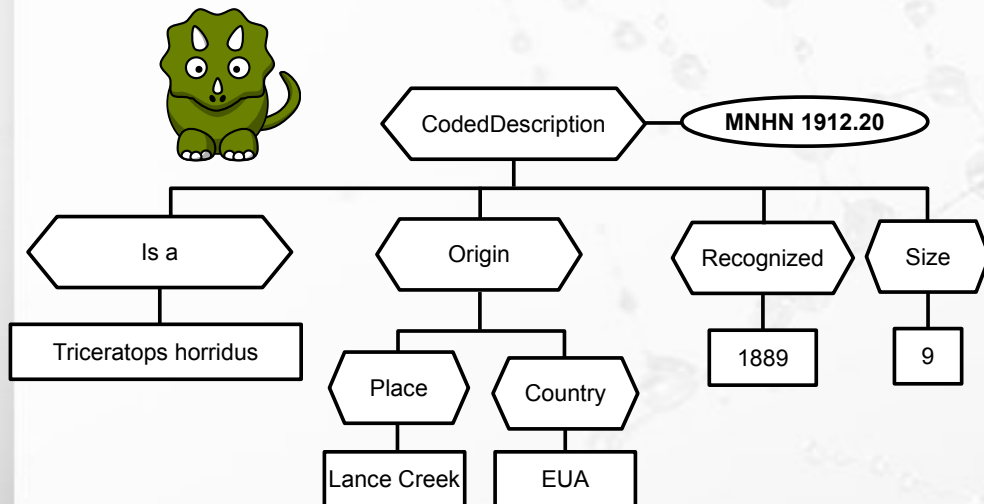 CodedDescription
MNHN 1912.20
Is a
Origin
Recognized
Size
Triceratops horridus
1889
9
Place
Country
Lance Creek
EUA